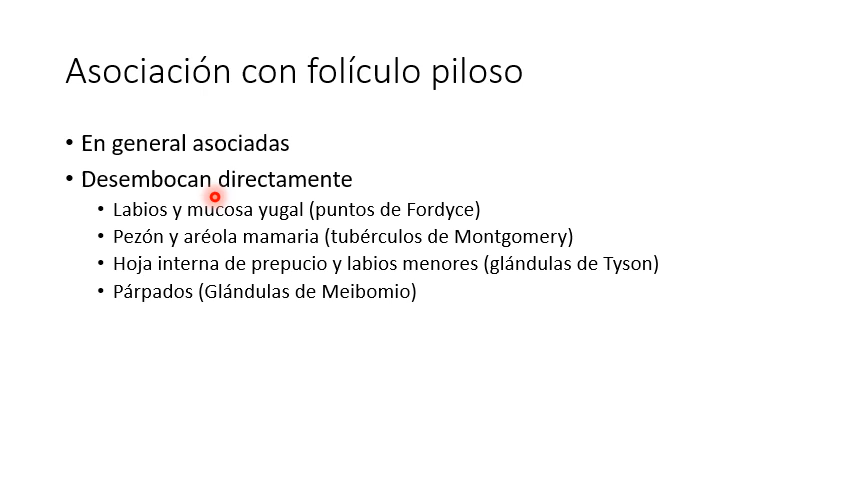 Asociación con folículo piloso
• En general asociadas
• Desembocan directamente
• Labios y mucosa yugal (puntos de Fordyce)
• Pezón y aréola mamaria (tubérculos de Montgomery)
• Hoja interna de prepucio y labios menores (glándulas de Tyson)
• Párpados (Glándulas de Meibomio)